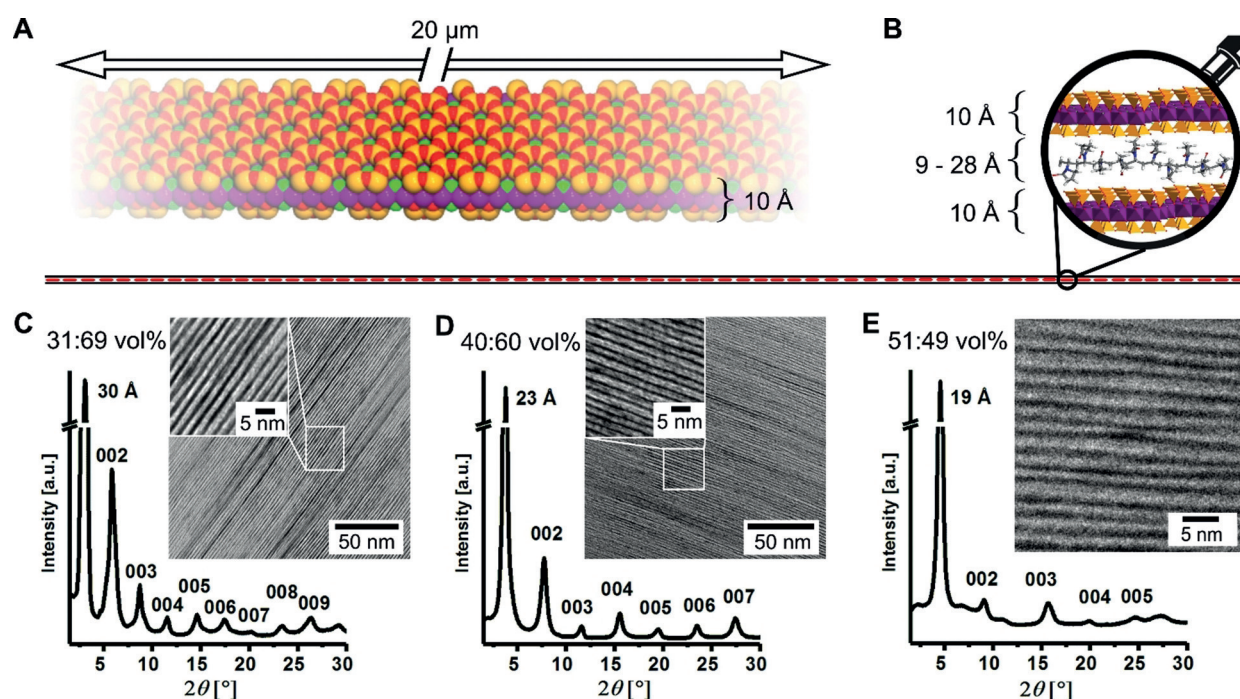 A
20 µm
10 Å
B
10 Å
9 - 28 Å
10 Å
C
31:69 vol%
30 Å
002
003
004
005
006
007
008
009
5 nm
50 nm
Intensity [a.u.]
5 10 15 20 25 30
2θ [°]
D
40:60 vol%
23 Å
002
003
004
005
006
007
5 nm
50 nm
Intensity [a.u.]
5 10 15 20 25 30
2θ [°]
E
51:49 vol%
19 Å
002
003
004
005
5 nm
Intensity [a.u.]
5 10 15 20 25 30
2θ [°]